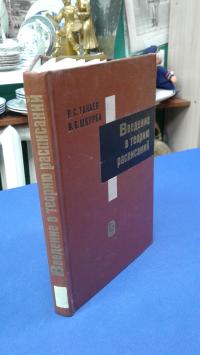 В.С.ТАНАЕВ
В.В.ШКУРБА
Введение
в теорию
расписаний
Введение в теорию расписаний